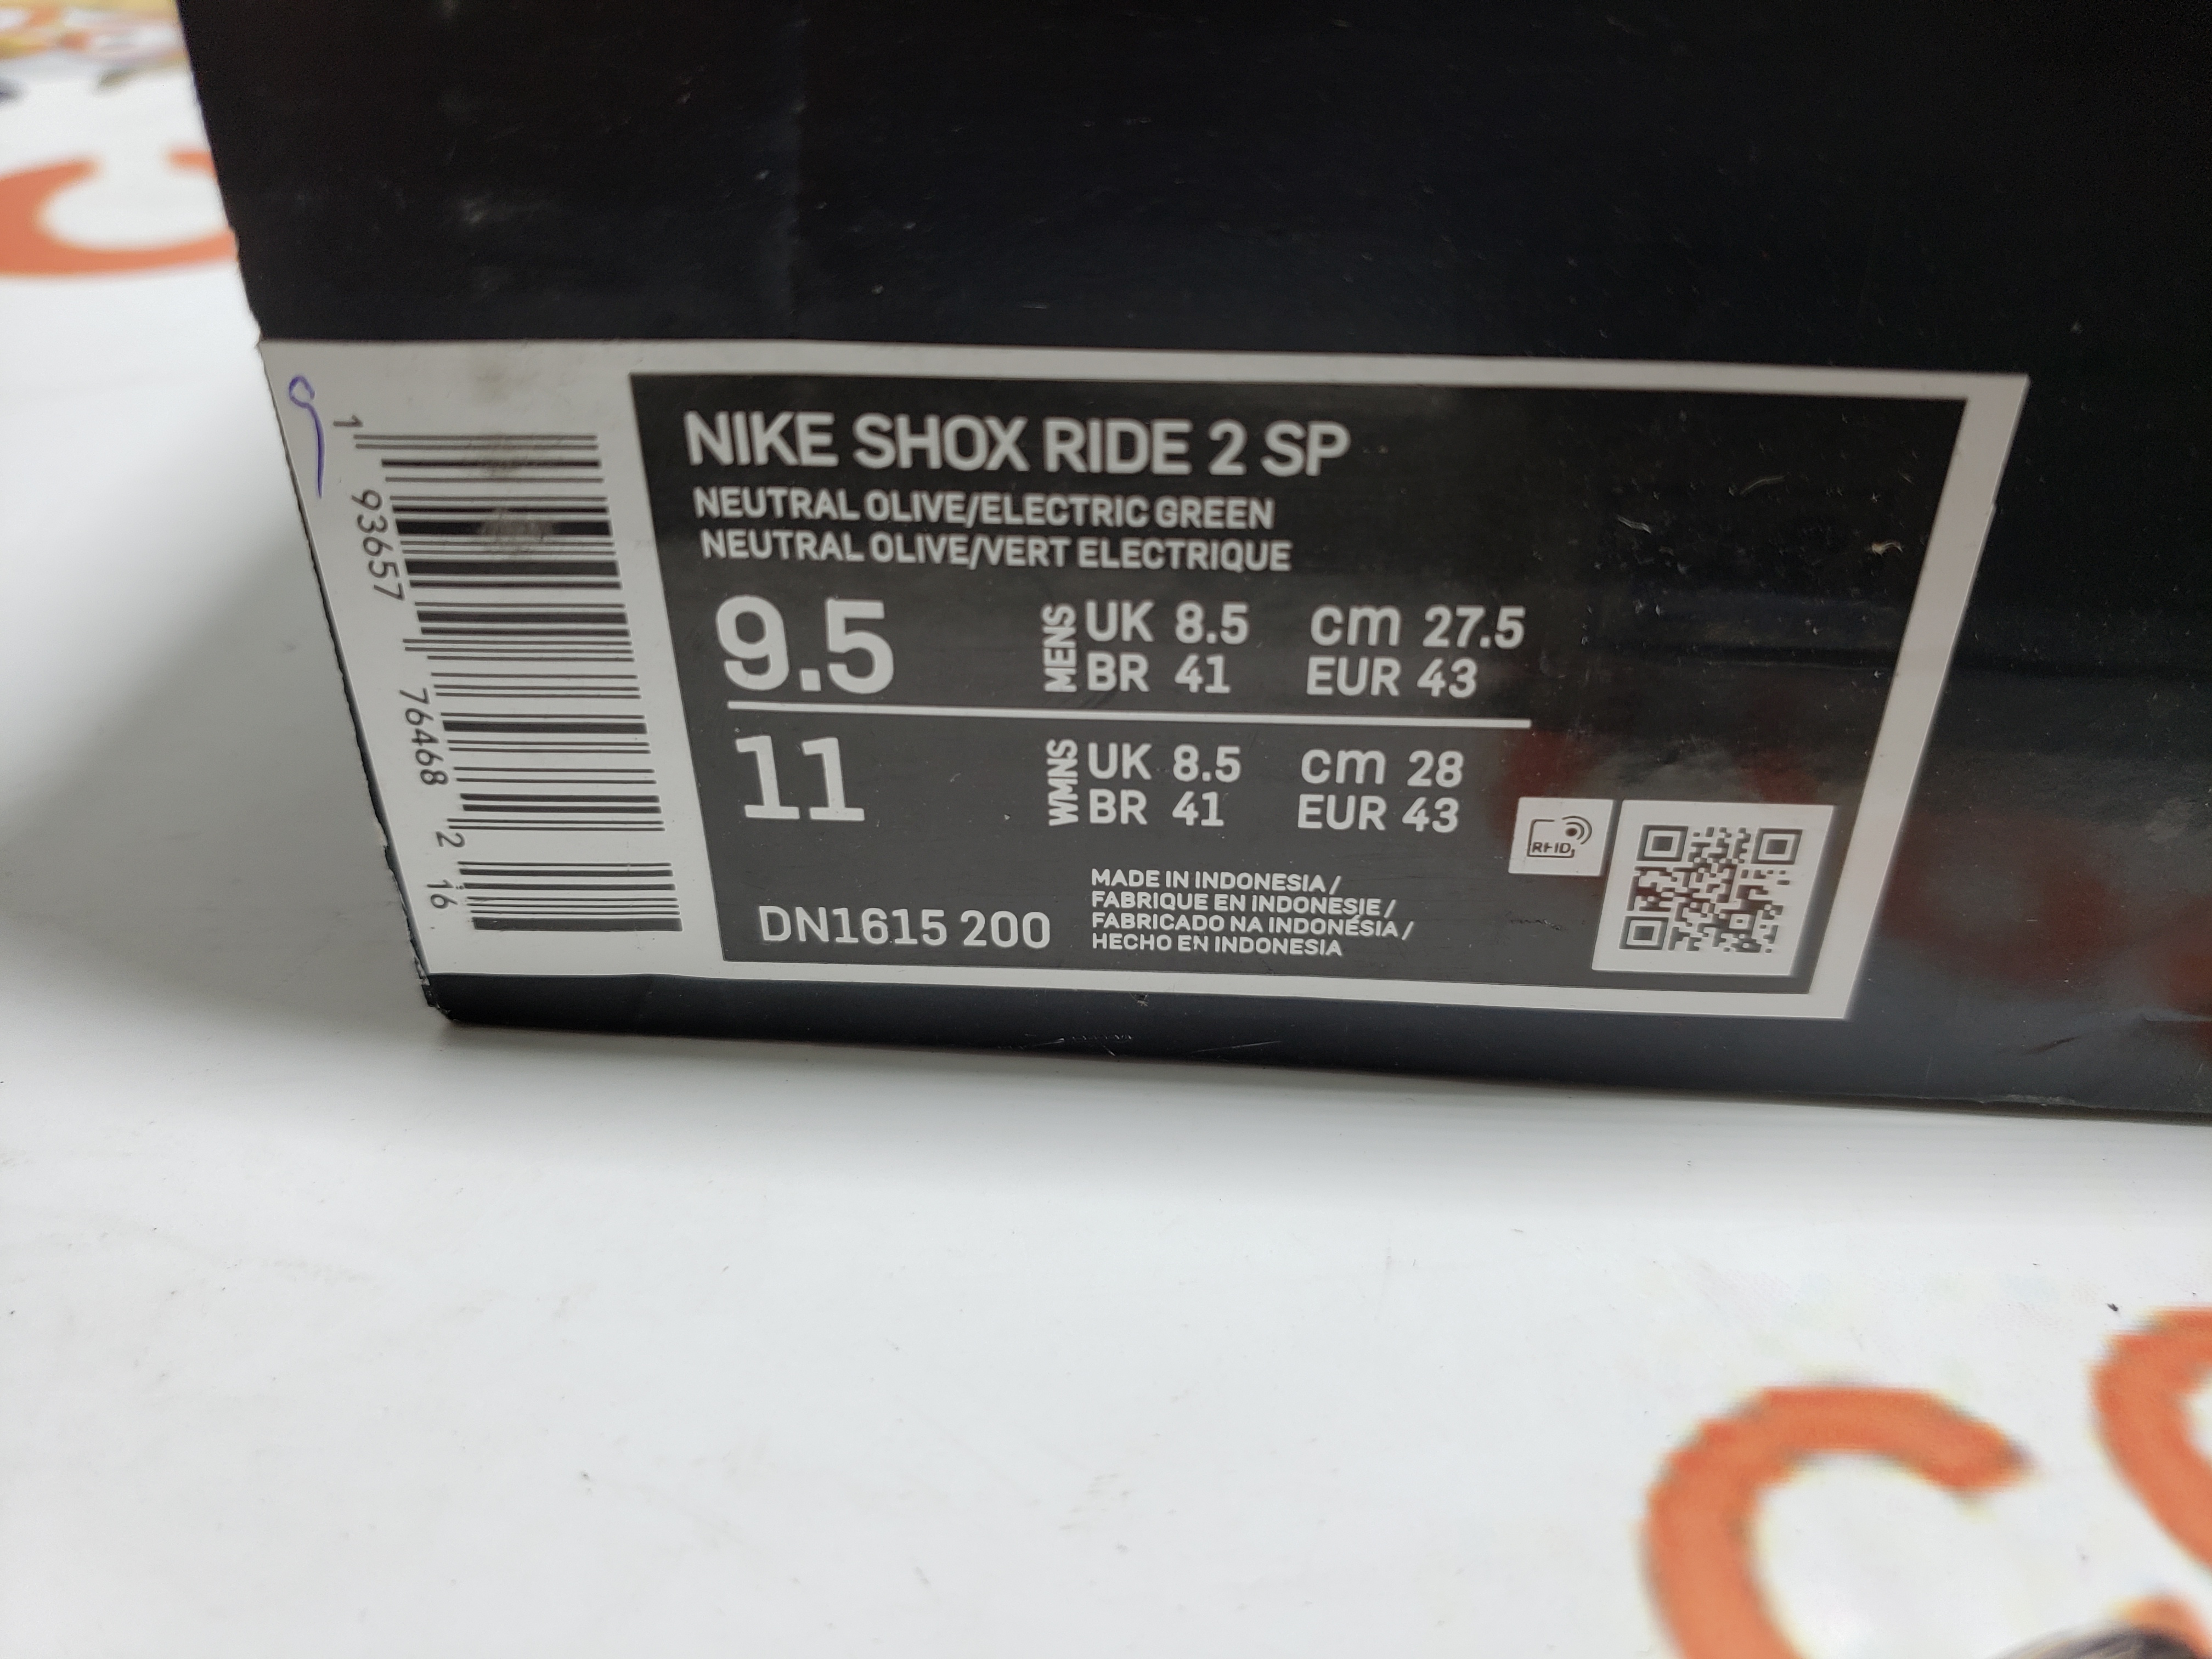 NIKE SHOX RIDE 2 SP
NEUTRAL OLIVE/ELECTRIC GREEN
NEUTRAL OLIVE/VERT ELECTRIQUE
9.5 MENS UK 8.5 cm 27.5
BR 41 EUR 43
11 WMNS UK 8.5 cm 28
BR 41 EUR 43
RFID
MADE IN INDONESIA /
FABRIQUE EN INDONESIE /
FABRICADO NA INDONÉSIA /
HECHO EN INDONESIA
DN1615 200
1 93657 76468 2 16
9